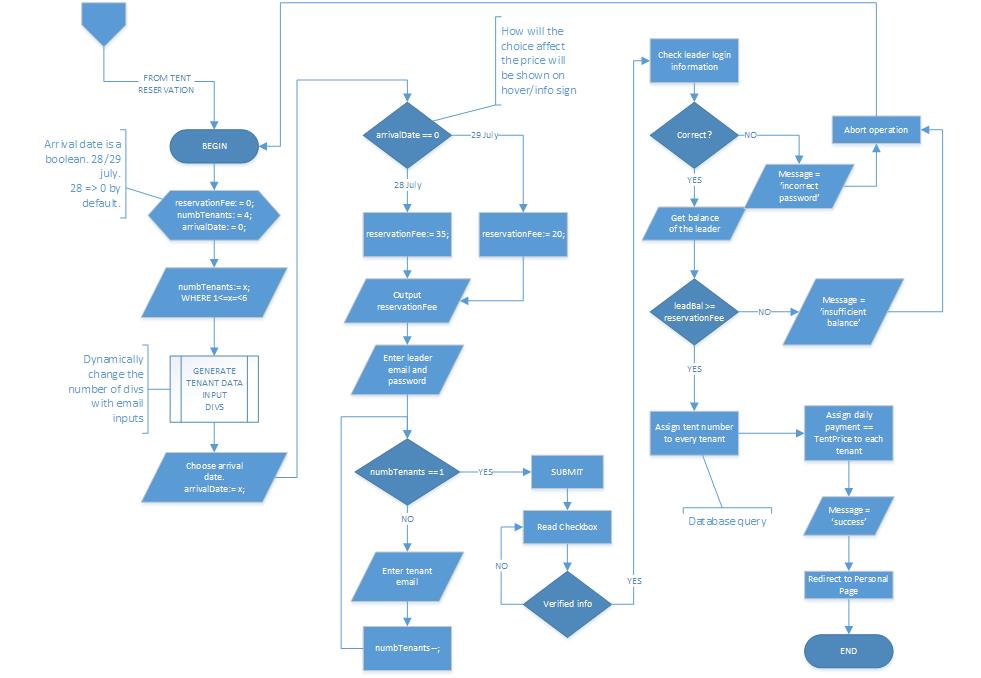 FROM TENT
RESERVATION
BEGIN
Arrival date is a
boolean. 28/29
july.
28 => 0 by
default.
reservationFee: = 0;
numbTenants: = 4;
arrivalDate: = 0;
numbTenants:= x;
WHERE 1<=x=<6
Dynamically
change the
number of divs
with email
inputs
GENERATE
TENANT DATA
INPUT
DIVS
Choose arrival
date.
arrivalDate:= x;
How will the
choice affect
the price will
be shown on
hover/info sign
arrivalDate == 0
29 July
28 July
reservationFee:= 35;
reservationFee:= 20;
Output
reservationFee
Enter leader
email and
password
numbTenants ==1
YES
SUBMIT
NO
Read Checkbox
Enter tenant
email
NO
Verified info
YES
numbTenants--;
Check leader login
information
Correct?
NO
Abort operation
YES
Message =
'incorrect
password'
Get balance
of the leader
leadBal >=
reservationFee
NO
Message =
'insufficient
balance'
YES
Assign tent number
to every tenant
Assign daily
payment ==
TentPrice to each
tenant
Database query
Message =
'success'
Redirect to Personal
Page
END